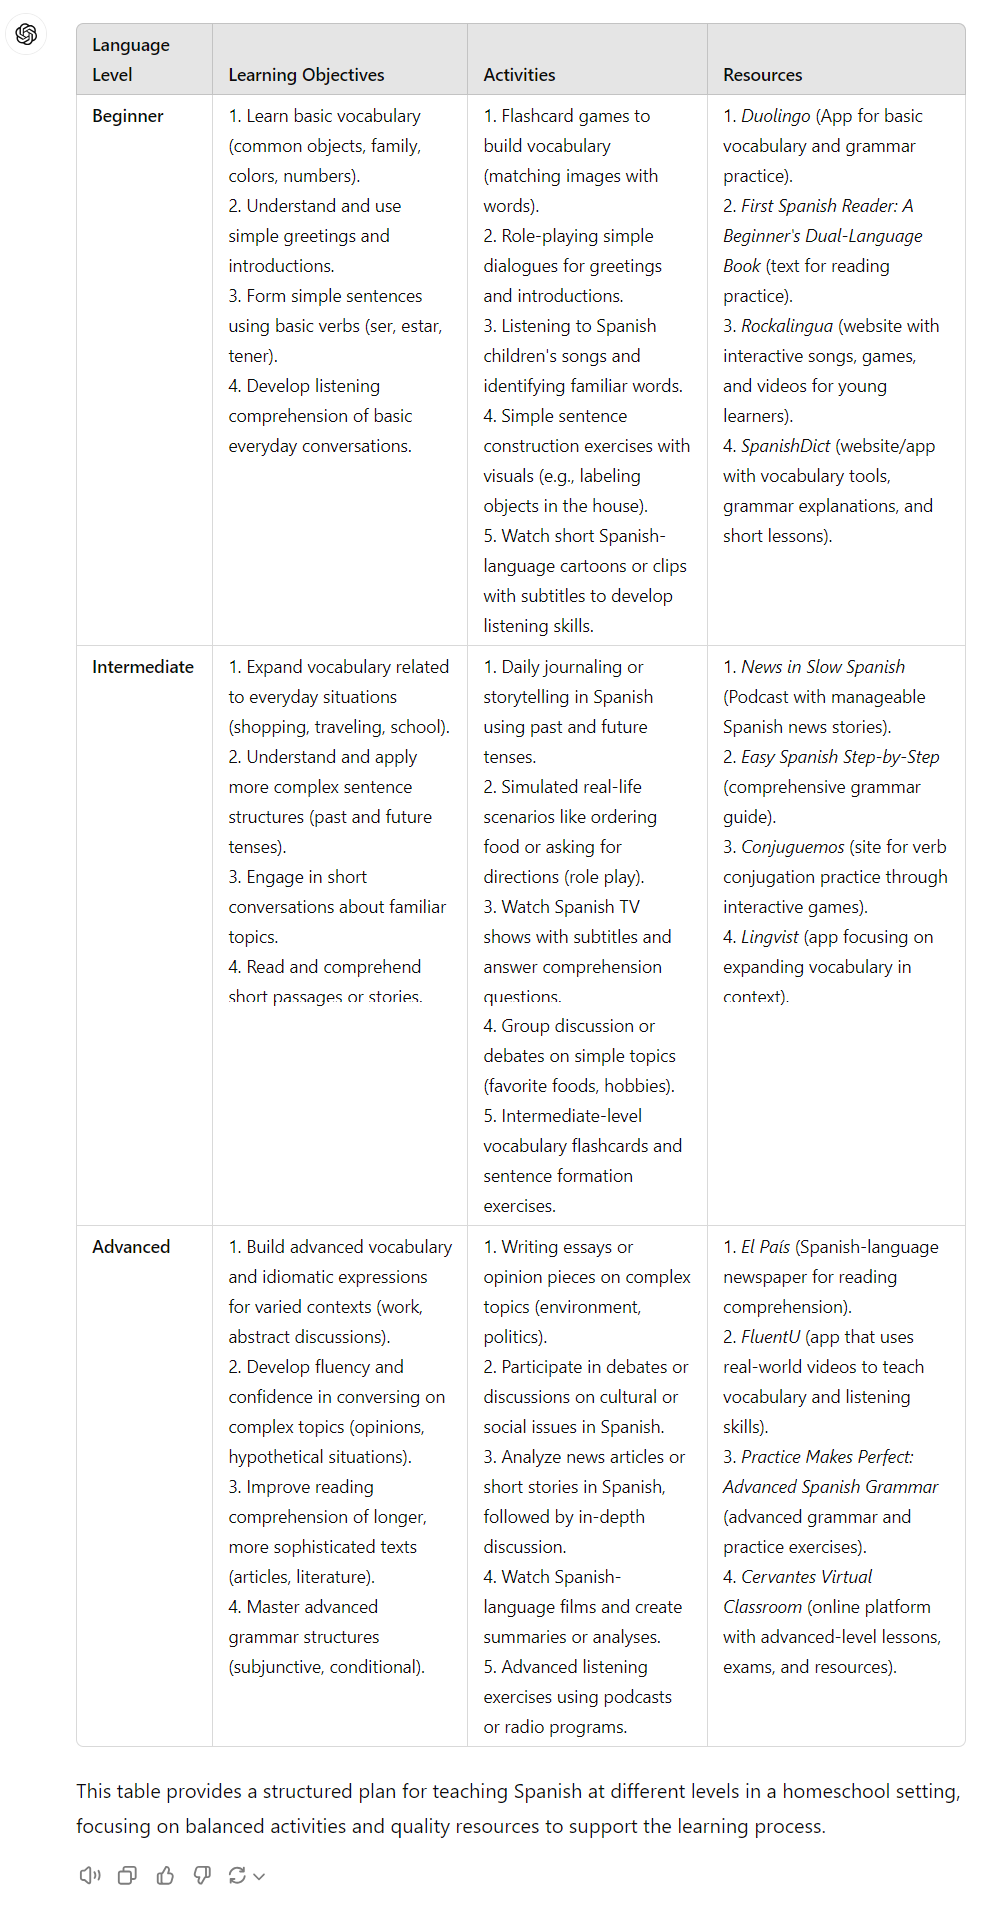 Language
Level
Learning Objectives
Activities
Resources
Beginner
1. Learn basic vocabulary
(common objects, family,
colors, numbers).
2. Understand and use
simple greetings and
introductions.
3. Form simple sentences
using basic verbs (ser, estar,
tener).
4. Develop listening
comprehension of basic
everyday conversations.
1. Flashcard games to
build vocabulary
(matching images with
words).
2. Role-playing simple
dialogues for greetings
and introductions.
3. Listening to Spanish
children's songs and
identifying familiar words.
4. Simple sentence
construction exercises with
visuals (e.g., labeling
objects in the house).
5. Watch short Spanish-
language cartoons or clips
with subtitles to develop
listening skills.
1. Duolingo (App for basic
vocabulary and grammar
practice).
2. First Spanish Reader: A
Beginner's Dual-Language
Book (text for reading
practice).
3. Rockalingua (website with
interactive songs, games,
and videos for young
learners).
4. SpanishDict (website/app
with vocabulary tools,
grammar explanations, and
short lessons).
Intermediate
1. Expand vocabulary related
to everyday situations
(shopping, traveling, school).
2. Understand and apply
more complex sentence
structures (past and future
tenses).
3. Engage in short
conversations about familiar
topics.
4. Read and comprehend
short passages or stories.
1. Daily journaling or
storytelling in Spanish
using past and future
tenses.
2. Simulated real-life
scenarios like ordering
food or asking for
directions (role play).
3. Watch Spanish TV
shows with subtitles and
answer comprehension
questions.
4. Group discussion or
debates on simple topics
(favorite foods, hobbies).
5. Intermediate-level
vocabulary flashcards and
sentence formation
exercises.
1. News in Slow Spanish
(Podcast with manageable
Spanish news stories).
2. Easy Spanish Step-by-Step
(comprehensive grammar
guide).
3. Conjuguemos (site for verb
conjugation practice through
interactive games).
4. Lingvist (app focusing on
expanding vocabulary in
context).
Advanced
1. Build advanced vocabulary
and idiomatic expressions
for varied contexts (work,
abstract discussions).
2. Develop fluency and
confidence in conversing on
complex topics (opinions,
hypothetical situations).
3. Improve reading
comprehension of longer,
more sophisticated texts
(articles, literature).
4. Master advanced
grammar structures
(subjunctive, conditional).
1. Writing essays or
opinion pieces on complex
topics (environment,
politics).
2. Participate in debates or
discussions on cultural or
social issues in Spanish.
3. Analyze news articles or
short stories in Spanish,
followed by in-depth
discussion.
4. Watch Spanish-
language films and create
summaries or analyses.
5. Advanced listening
exercises using podcasts
or radio programs.
1. El País (Spanish-language
newspaper for reading
comprehension).
2. FluentU (app that uses
real-world videos to teach
vocabulary and listening
skills).
3. Practice Makes Perfect:
Advanced Spanish Grammar
(advanced grammar and
practice exercises).
4. Cervantes Virtual
Classroom (online platform
with advanced-level lessons,
exams, and resources).
This table provides a structured plan for teaching Spanish at different levels in a homeschool setting,
focusing on balanced activities and quality resources to support the learning process.